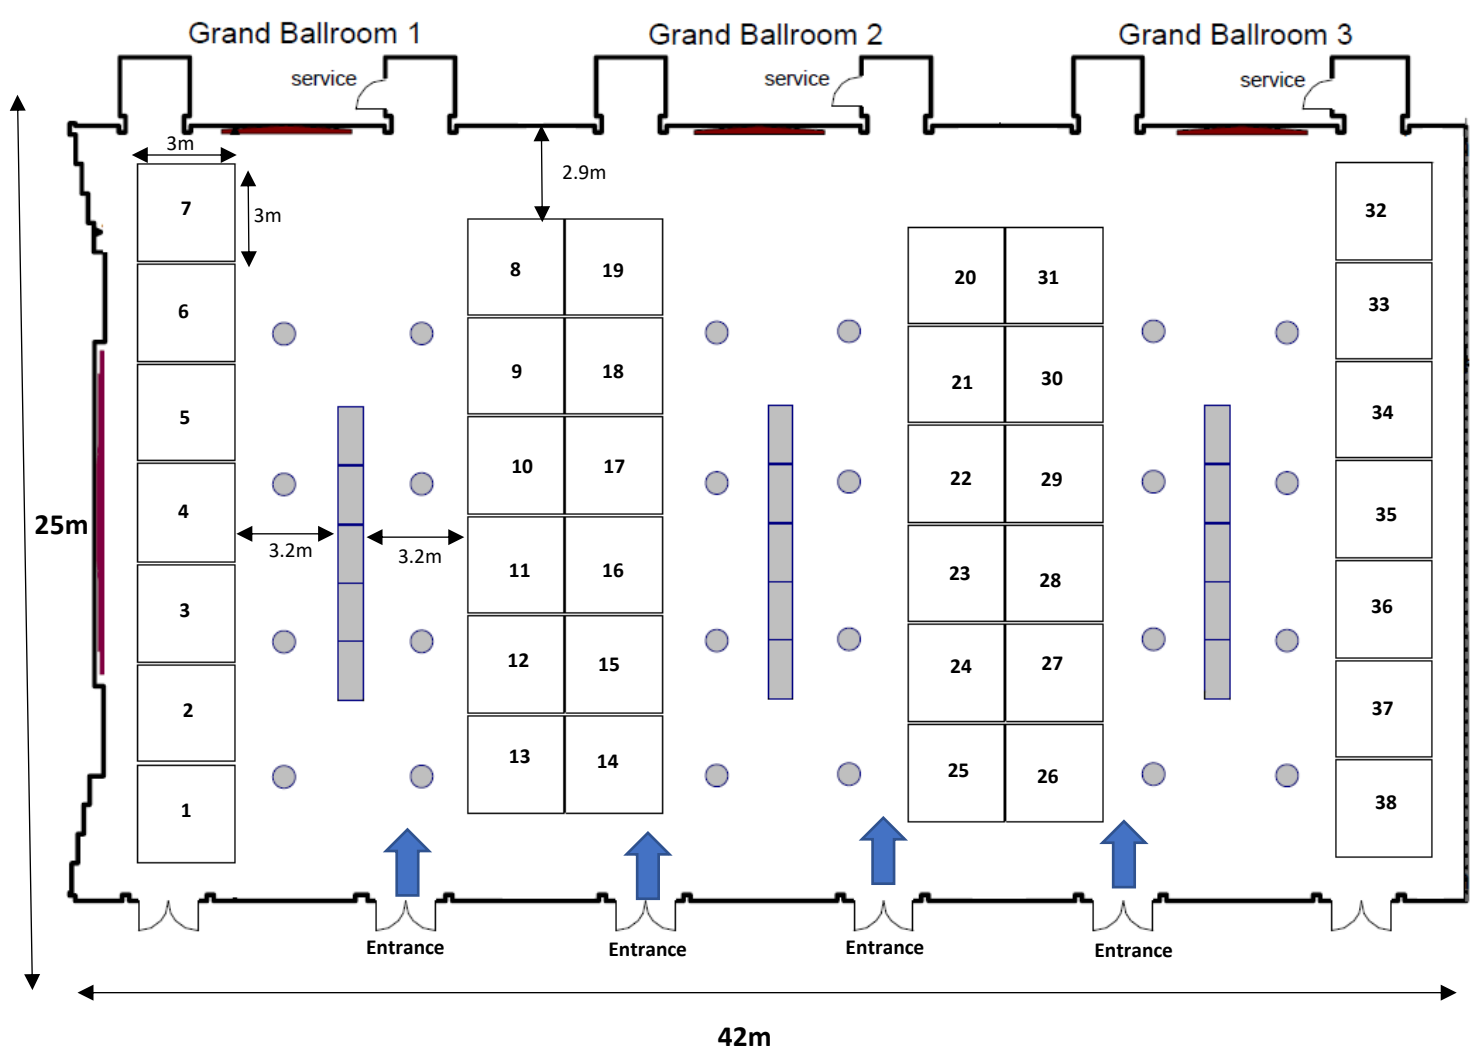 Grand Ballroom 1
Grand Ballroom 2
Grand Ballroom 3
service
service
service
3m
2.9m
3m
7
32
8
19
20
31
6
33
9
18
21
30
5
34
10
17
22
29
4
35
25m
3.2m
3.2m
11
16
23
28
3
36
12
15
24
27
2
37
13
14
25
26
1
38
Entrance
Entrance
Entrance
Entrance
42m